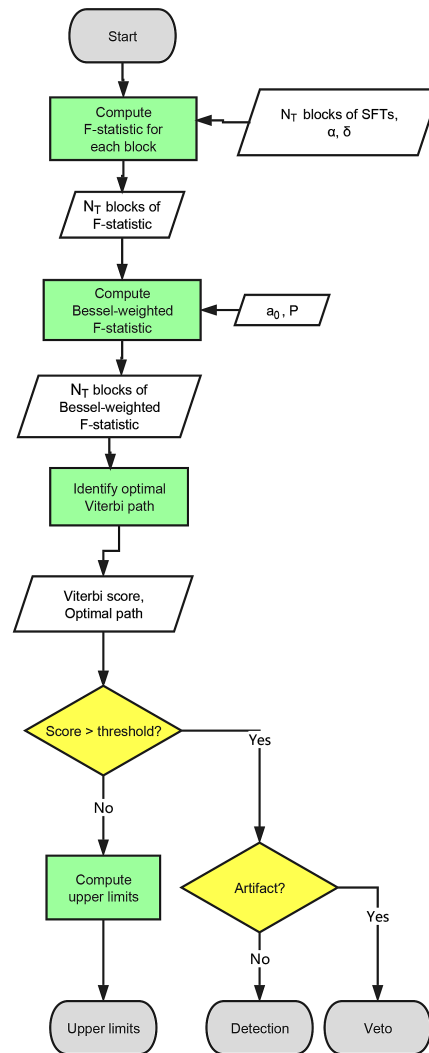 Start
Compute
F-statistic for
each block
N_T blocks of SFTs,
α, δ
N_T blocks of
F-statistic
Compute
Bessel-weighted
F-statistic
a_0, P
N_T blocks of
Bessel-weighted
F-statistic
Identify optimal
Viterbi path
Viterbi score,
Optimal path
Score > threshold?
Yes
No
Compute
upper limits
Artifact?
Yes
No
Upper limits
Detection
Veto